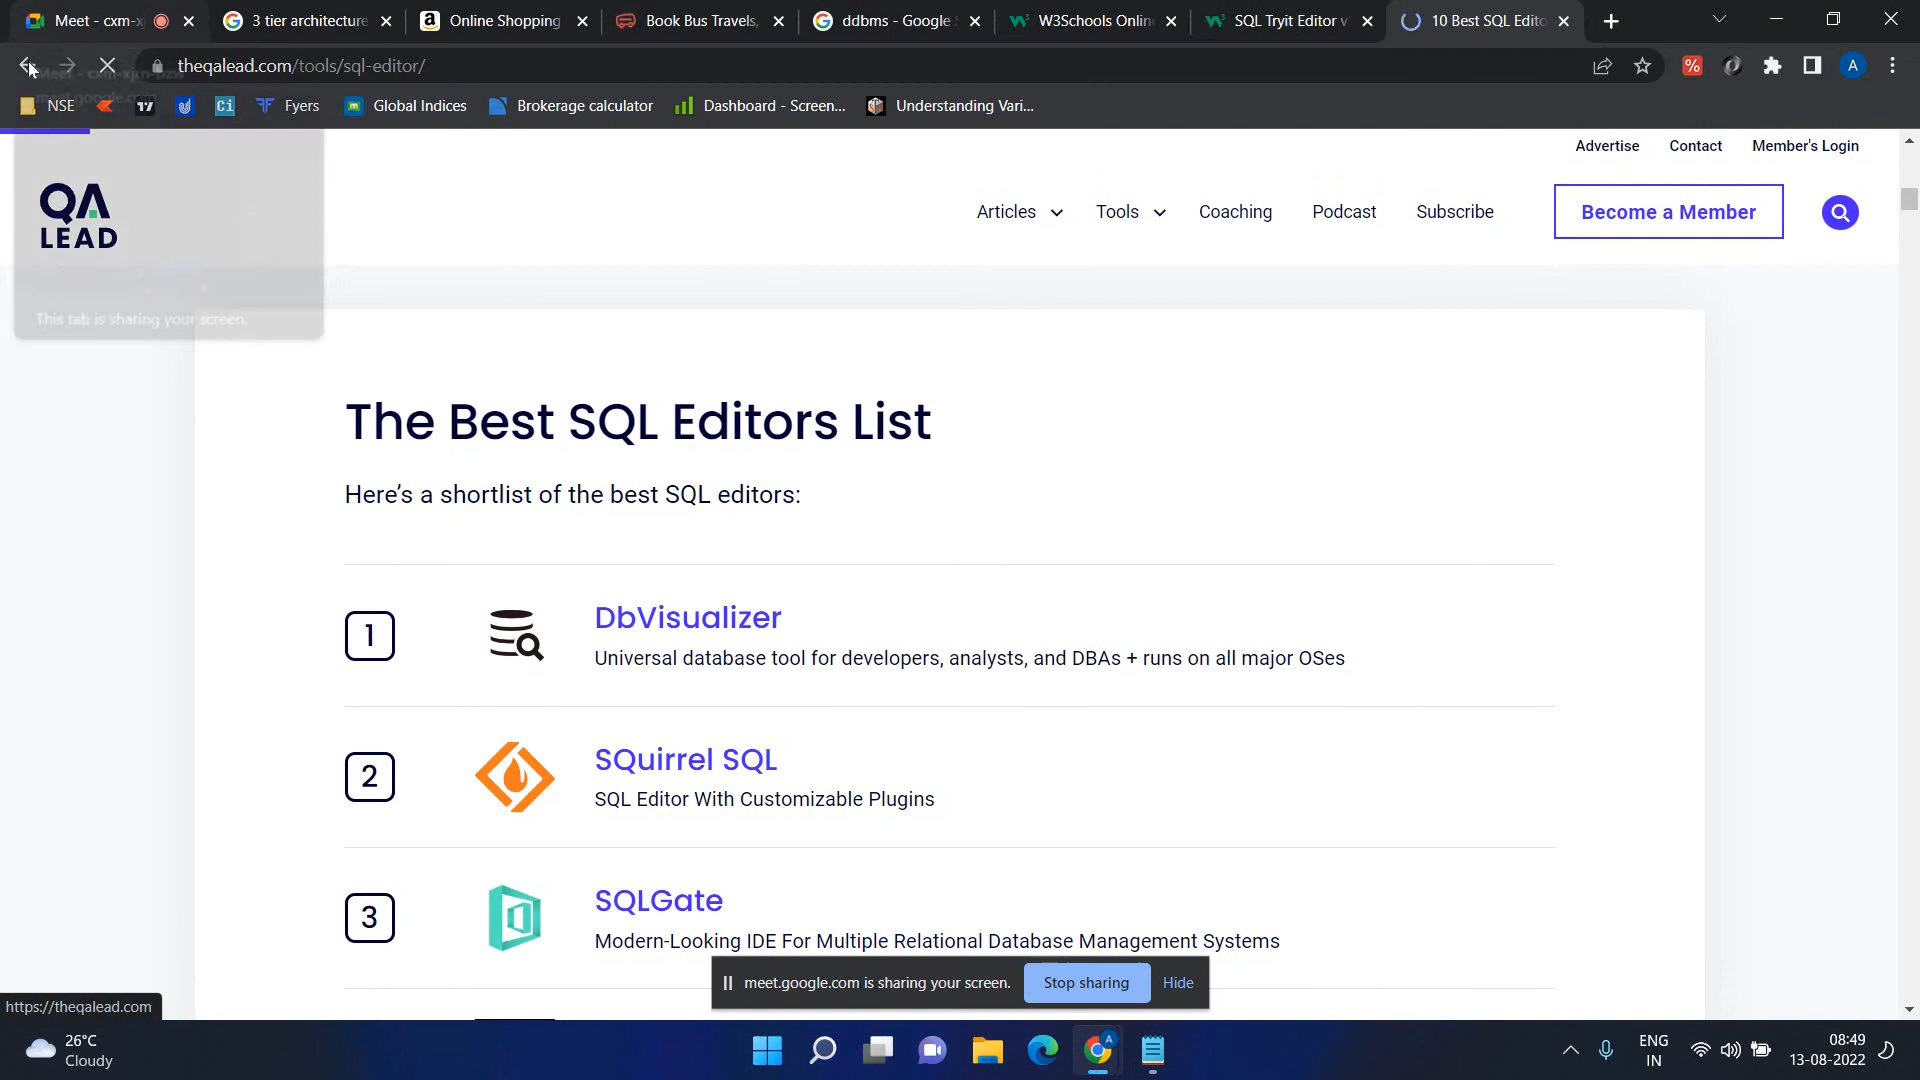 Meet - cxm-x
3 tier architecture
Online Shopping
Book Bus Travels,
ddbms - Google
W3Schools Onlin
SQL Tryit Editor v
10 Best SQL Edito
theqalead.com/tools/sql-editor/
NSE
Fyers
Global Indices
Brokerage calculator
Dashboard - Screen...
Understanding Vari...
Advertise
Contact
Member's Login
QA
LEAD
Articles
Tools
Coaching
Podcast
Subscribe
Become a Member
This tab is sharing your screen.
The Best SQL Editors List
Here’s a shortlist of the best SQL editors:
1
DbVisualizer
Universal database tool for developers, analysts, and DBAs + runs on all major OSes
2
SQuirrel SQL
SQL Editor With Customizable Plugins
3
SQLGate
Modern-Looking IDE For Multiple Relational Database Management Systems
meet.google.com is sharing your screen.
Stop sharing
Hide
https://theqalead.com
26°C
Cloudy
ENG
IN
08:49
13-08-2022